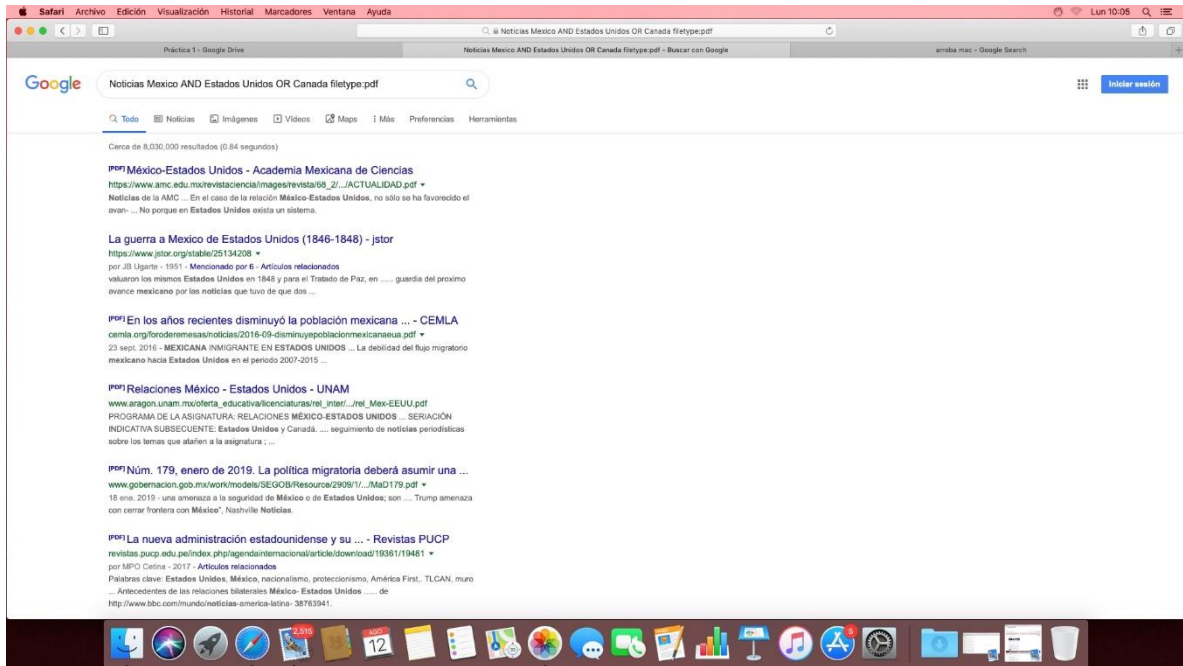 Safari Archivo Edición Visualización Historial Marcadores Ventana Ayuda Lun 10:05
Noticias Mexico AND Estados Unidos OR Canada filetype:pdf
Práctica 1 - Google Drive
Noticias Mexico AND Estados Unidos OR Canada filetype:pdf - Buscar con Google
arroba mac - Google Search
Google
Noticias Mexico AND Estados Unidos OR Canada filetype:pdf
Iniciar sesión
Todo Noticias Imágenes Vídeos Maps Más Preferencias Herramientas
Cerca de 8,030,000 resultados (0.84 segundos)
[PDF] México-Estados Unidos - Academia Mexicana de Ciencias
https://www.amc.edu.mx/revistaciencia/images/revista/68_2/.../ACTUALIDAD.pdf
Noticias de la AMC ... En el caso de la relación México-Estados Unidos, no sólo se ha favorecido el
avan- ... No porque en Estados Unidos exista un sistema.
La guerra a Mexico de Estados Unidos (1846-1848) - jstor
https://www.jstor.org/stable/25134208
por JB Ugarte - 1951 - Mencionado por 6 - Artículos relacionados
valuaron los mismos Estados Unidos en 1848 y para el Tratado de Paz, en ...... guardia del proximo
avance mexicano por las noticias que tuvo de que dos ...
[PDF] En los años recientes disminuyó la población mexicana ... - CEMLA
cemla.org/foroderemesas/noticias/2016-09-disminuyepoblacionmexicanaeua.pdf
23 sept. 2016 - MEXICANA INMIGRANTE EN ESTADOS UNIDOS ... La debilidad del flujo migratorio
mexicano hacia Estados Unidos en el periodo 2007-2015 ...
[PDF] Relaciones México - Estados Unidos - UNAM
www.aragon.unam.mx/oferta_educativa/licenciaturas/rel_inter/.../rel_Mex-EEUU.pdf
PROGRAMA DE LA ASIGNATURA: RELACIONES MÉXICO-ESTADOS UNIDOS ... SERIACIÓN
INDICATIVA SUBSECUENTE: Estados Unidos y Canadá. .... seguimiento de noticias periodísticas
sobre los temas que atañen a la asignatura ; ...
[PDF] Núm. 179, enero de 2019. La política migratoria deberá asumir una ...
www.gobernacion.gob.mx/work/models/SEGOB/Resource/2909/1/.../MaD179.pdf
18 ene. 2019 - una amenaza a la seguridad de México o de Estados Unidos; son .... Trump amenaza
con cerrar frontera con México", Nashville Noticias.
[PDF] La nueva administración estadounidense y su ... - Revistas PUCP
revistas.pucp.edu.pe/index.php/agendainternacional/article/download/19361/19481
por MPO Cetina - 2017 - Artículos relacionados
Palabras clave: Estados Unidos, México, nacionalismo, proteccionismo, América First,. TLCAN, muro
... Antecedentes de las relaciones bilaterales México- Estados Unidos ...... de
http://www.bbc.com/mundo/noticias-america-latina- 38763941.
2,515
AGO
12
5